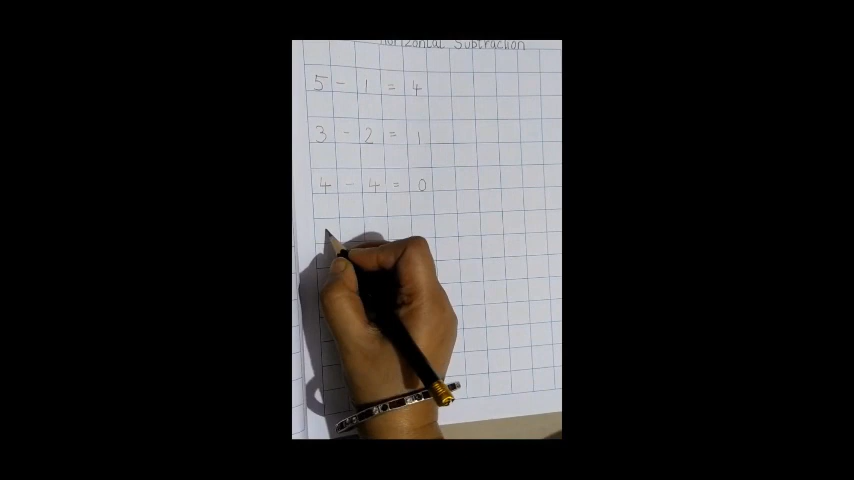 Horizontal Subtraction
5 - 1 = 4
3 - 2 = 1
4 - 4 = 0